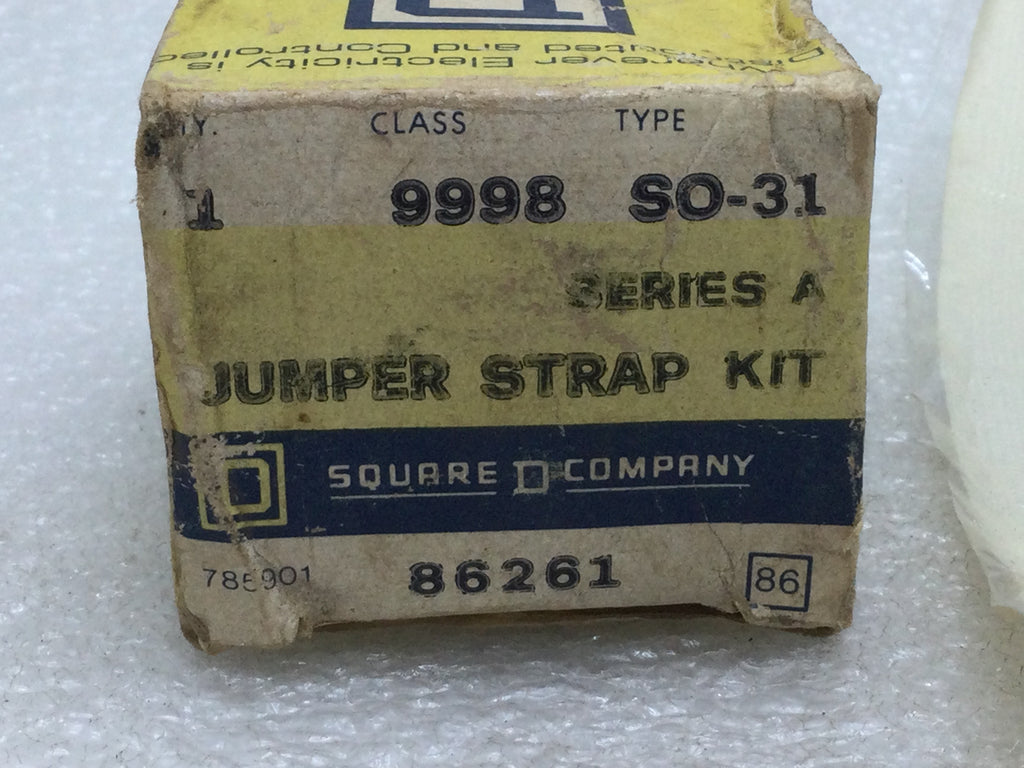 Wherever Electricity is
Distributed and Controlled
QTY. CLASS TYPE
1 9998 SO-31
SERIES A
JUMPER STRAP KIT
D SQUARE D COMPANY
86261 86